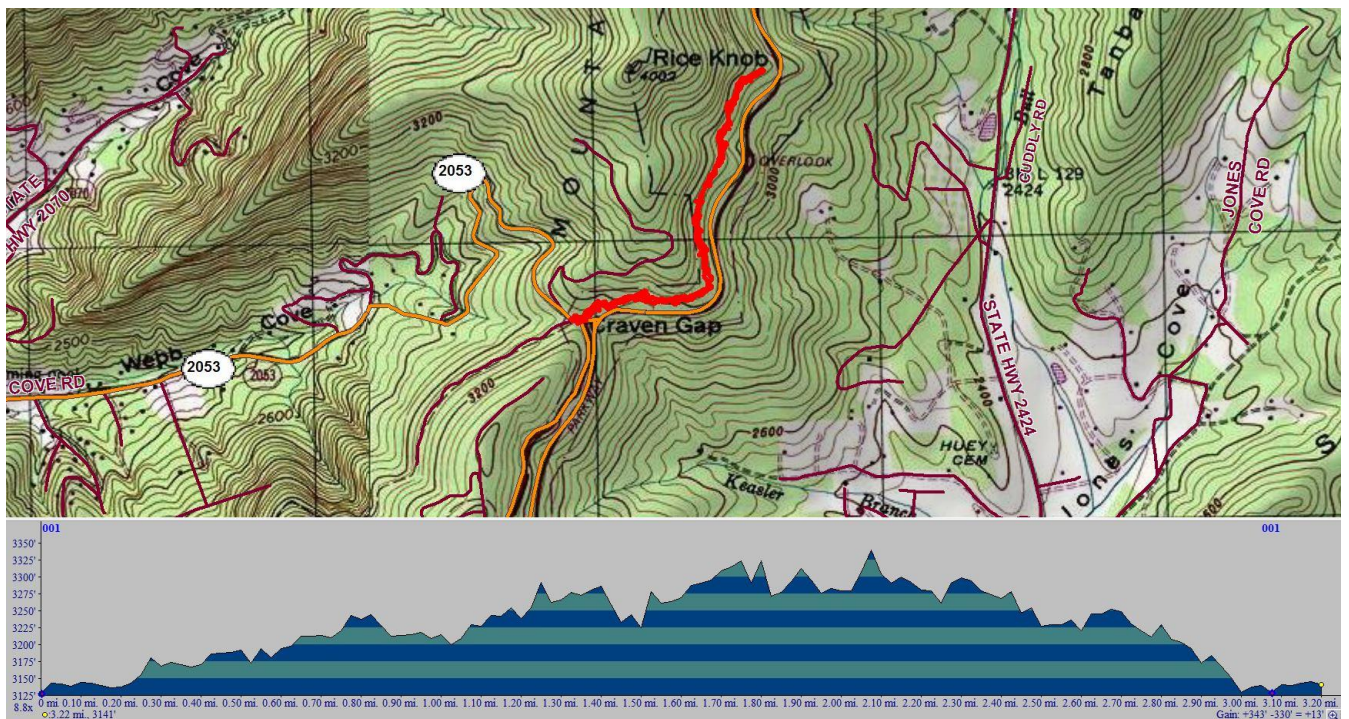 Cove
STATE
HWY 2070
3200
3200
2053
MOUNTA
Rice Knob
4002
OVERLOOK
3000
Craven Gap
PARKWAY
3200
2500
Webb Cove
COVE RD
2053
2053
2600
2800
Tanba
Bull
CUDDLY RD
2424
JONES
COVE RD
STATE HWY 2424
2400
2600
HUEY
CEM
Keasler Branc
Jones Cove
S
001
001
3350'
3325'
3300'
3275'
3250'
3225'
3200'
3175'
3150'
3125'
8.8x
0 mi. 0.10 mi. 0.20 mi. 0.30 mi. 0.40 mi. 0.50 mi. 0.60 mi. 0.70 mi. 0.80 mi. 0.90 mi. 1.00 mi. 1.10 mi. 1.20 mi. 1.30 mi. 1.40 mi. 1.50 mi. 1.60 mi. 1.70 mi. 1.80 mi. 1.90 mi. 2.00 mi. 2.10 mi. 2.20 mi. 2.30 mi. 2.40 mi. 2.50 mi. 2.60 mi. 2.70 mi. 2.80 mi. 2.90 mi. 3.00 mi. 3.10 mi. 3.20 mi.
:3.22 mi., 3141'
Gain: +343' -330' = +13'